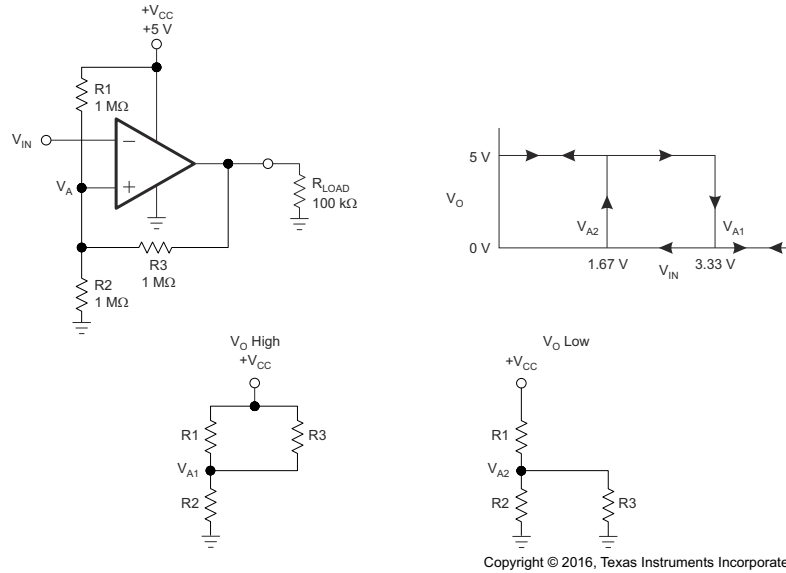 +VCC
+5 V
R1
1 MΩ
VIN
−
VA
+
RLOAD
100 kΩ
R3
1 MΩ
R2
1 MΩ
5 V
VO
VA2
VA1
0 V
1.67 V
VIN
3.33 V
VO High
+VCC
R1
R3
VA1
R2
VO Low
+VCC
R1
VA2
R2
R3
Copyright © 2016, Texas Instruments Incorporate